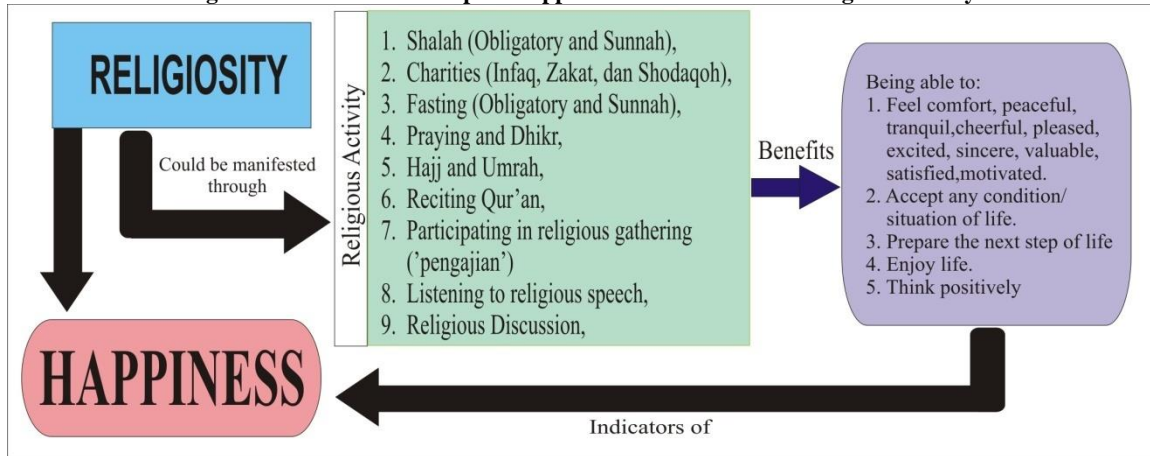 RELIGIOSITY
Could be manifested
through
Religious Activity
1. Shalah (Obligatory and Sunnah),
2. Charities (Infaq, Zakat, dan Shodaqoh),
3. Fasting (Obligatory and Sunnah),
4. Praying and Dhikr,
5. Hajj and Umrah,
6. Reciting Qur'an,
7. Participating in religious gathering
('pengajian')
8. Listening to religious speech,
9. Religious Discussion,
Benefits
Being able to:
1. Feel comfort, peaceful,
tranquil,cheerful, pleased,
excited, sincere, valuable,
satisfied,motivated.
2. Accept any condition/
situation of life.
3. Prepare the next step of life
4. Enjoy life.
5. Think positively
HAPPINESS
Indicators of